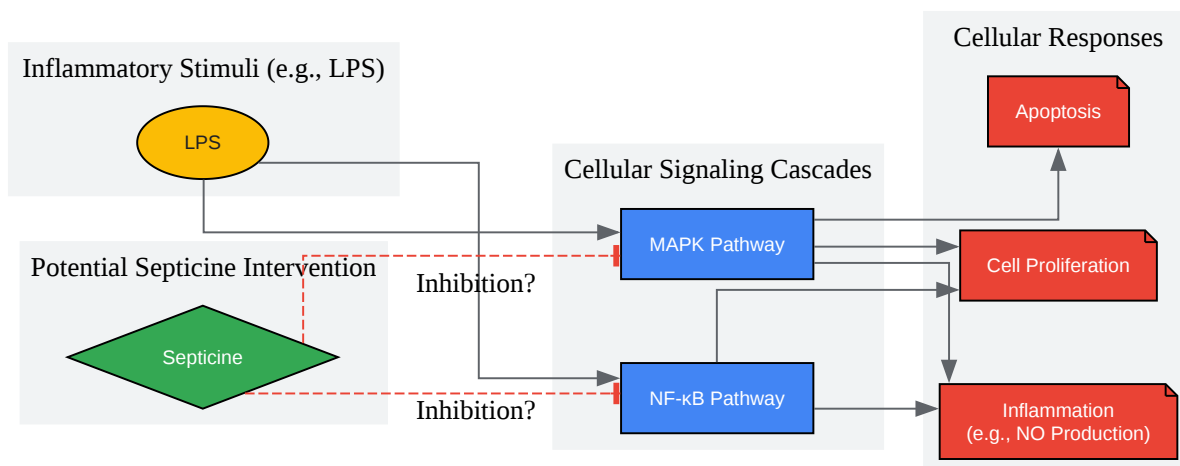 Inflammatory Stimuli (e.g., LPS)
LPS
Potential Septicine Intervention
Septicine
Inhibition?
Inhibition?
Cellular Signaling Cascades
MAPK Pathway
NF-κB Pathway
Cellular Responses
Apoptosis
Cell Proliferation
Inflammation
(e.g., NO Production)